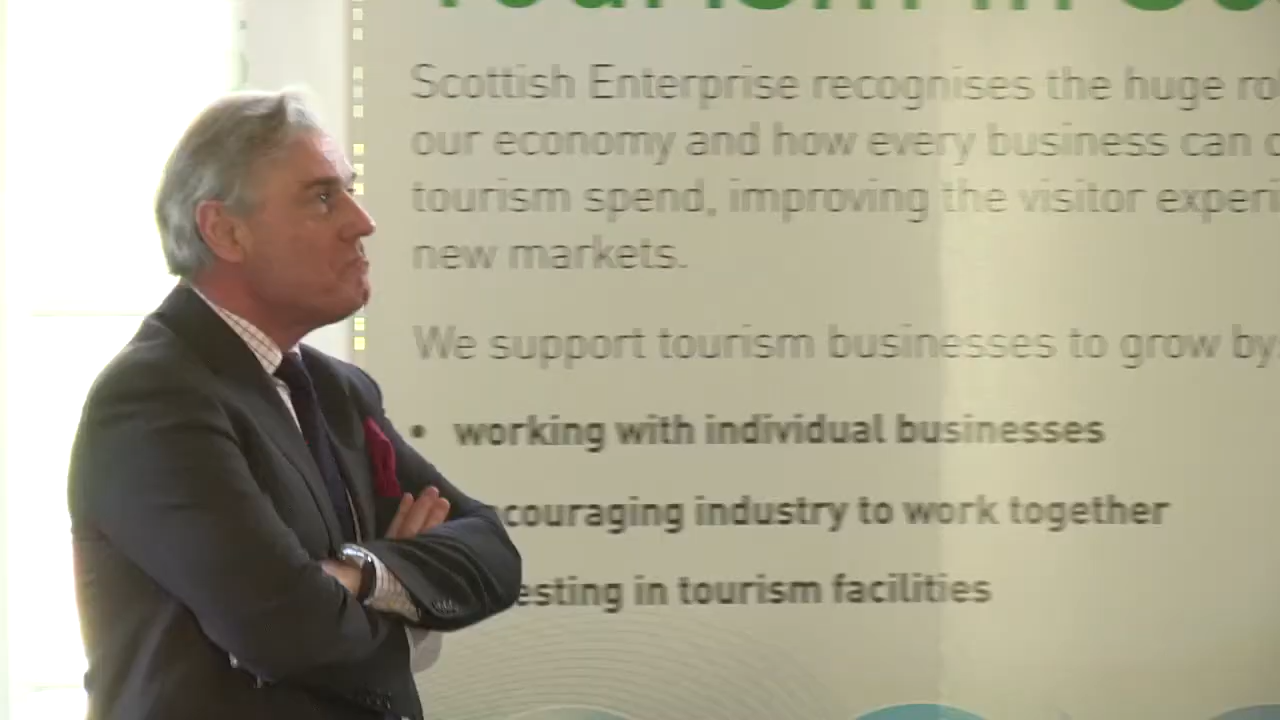 Tourism in
Scottish Enterprise recognises the huge
our economy and how every business can
tourism spend, improving the visitor
new markets.
We support tourism businesses to grow by
• working with individual businesses
couraging industry to work together
esting in tourism facilities